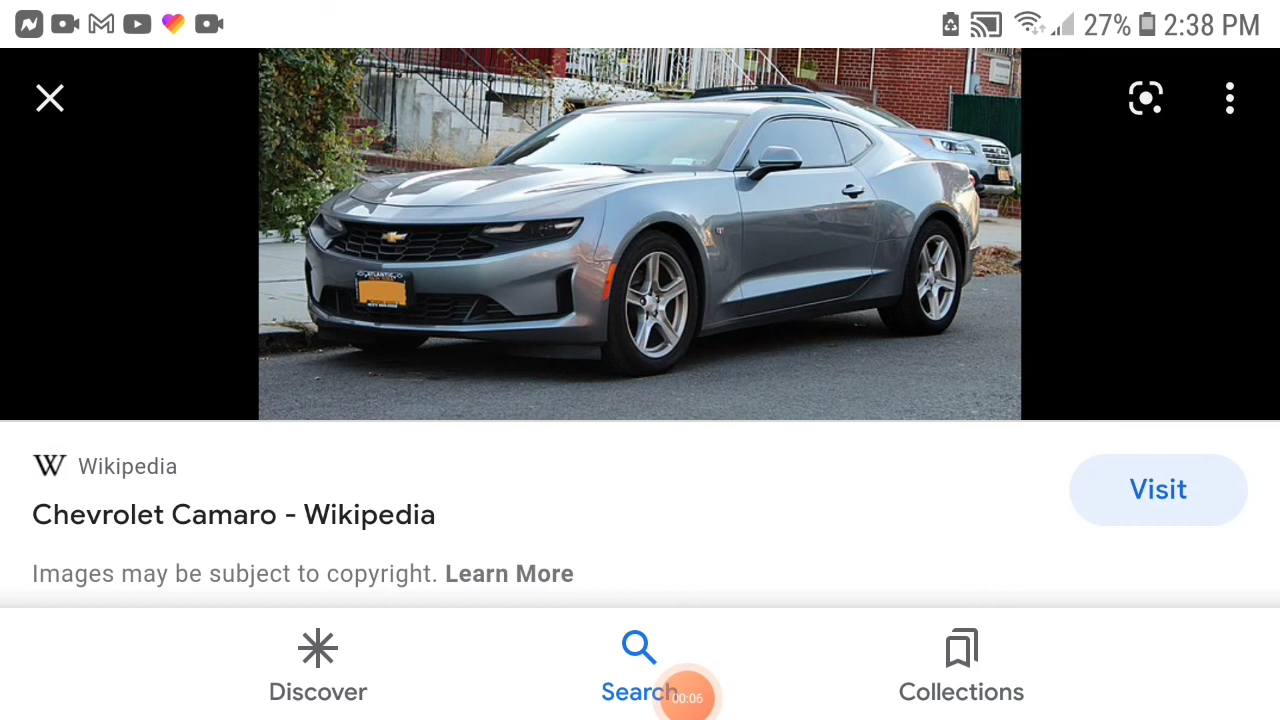 27% 2:38 PM
ATLANTIC
W Wikipedia
Visit
Chevrolet Camaro - Wikipedia
Images may be subject to copyright. Learn More
Discover
Search
Collections
00:06